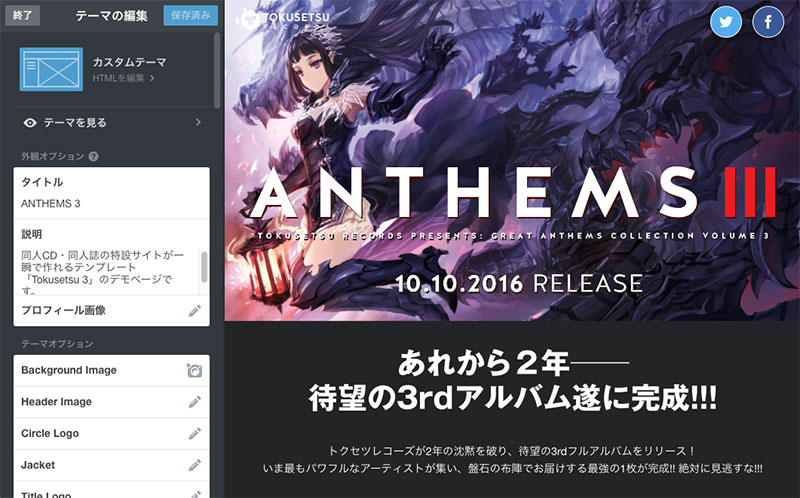 終了
テーマの編集
保存済み
カスタムテーマ
HTMLを編集
テーマを見る
外観オプション ?
タイトル
ANTHEMS 3
説明
同人CD・同人誌の特設サイトが一
瞬で作れるテンプレート
「Tokusetsu 3」のデモページで
す。
プロフィール画像
テーマオプション
Background Image
Header Image
Circle Logo
Jacket
Title Logo
TOKUSETSU
RECORDS
ANTHEMS III
TOKUSETSU RECORDS PRESENTS: GREAT ANTHEMS COLLECTION VOLUME 3
10.10.2016 RELEASE
あれから2年──
待望の3rdアルバム遂に完成!!!
トクセツレコーズが2年の沈黙を破り、待望の3rdフルアルバムをリリース！
いま最もパワフルなアーティストが集い、盤石の布陣でお届けする最強の1枚が完成!! 絶対に見逃すな!!!